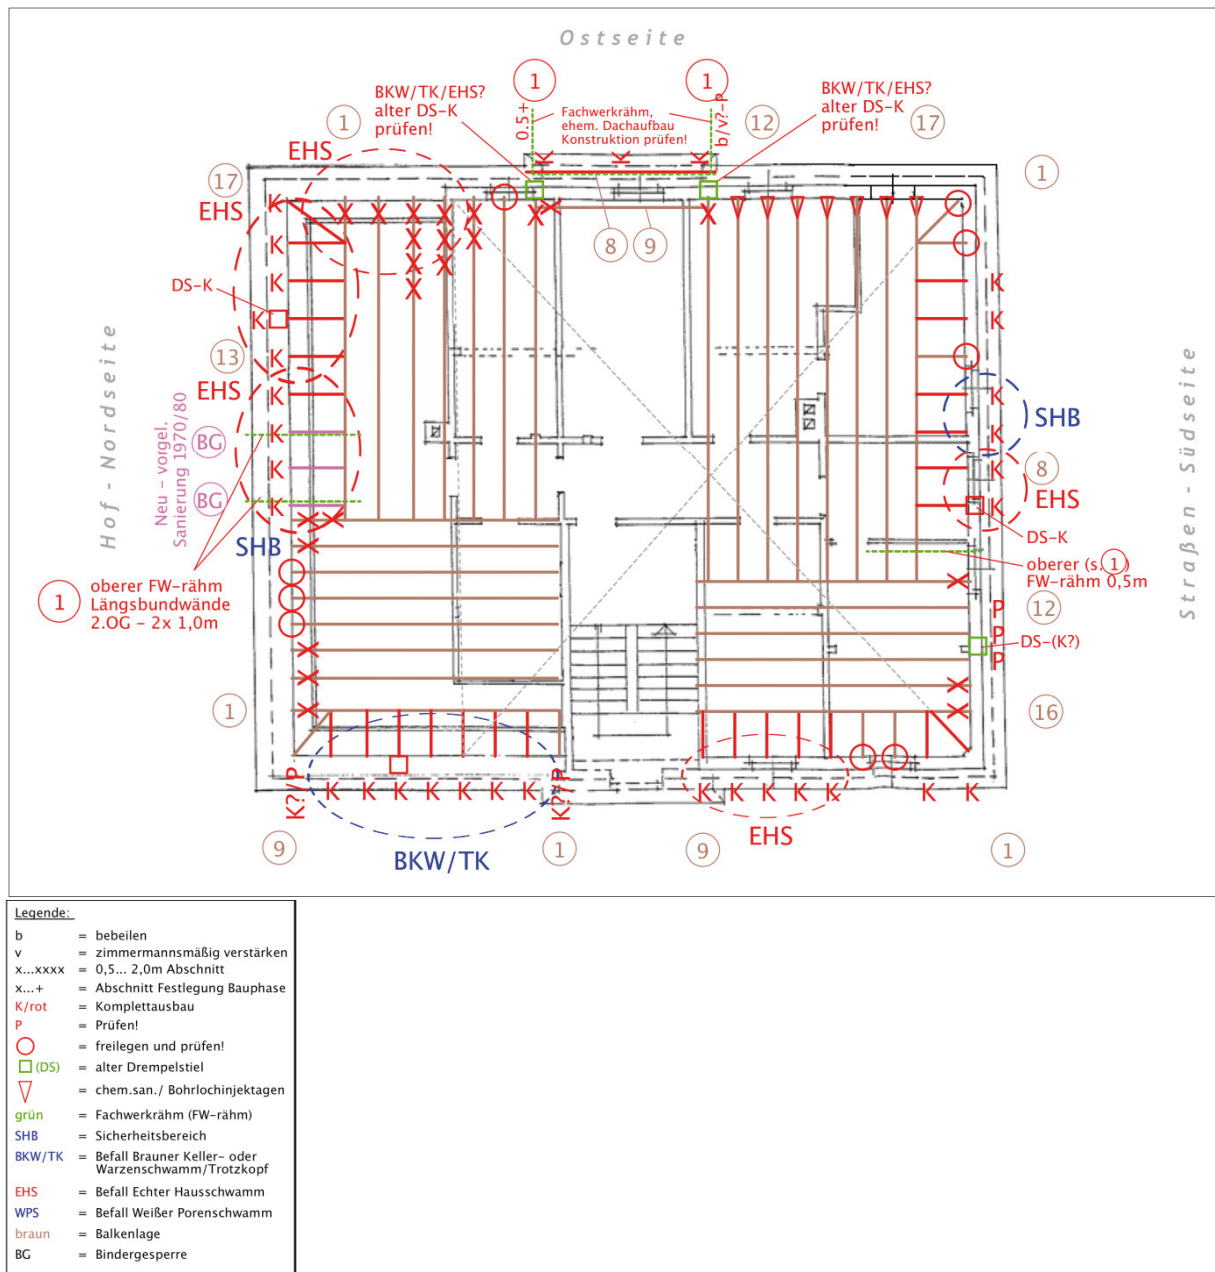 Ostseite
1
1
BKW/TK/EHS?
alter DS-K
prüfen!
BKW/TK/EHS?
alter DS-K
prüfen!
0.5+
Fachwerkrähm,
ehem. Dachaufbau
Konstruktion prüfen!
b/v?-P
1
12
17
EHS
K K K
17
1
EHS
K
K
8
9
K
K
DS-K
K
K
Hof - Nordseite
13
K
EHS
K
K
SHB
Straßen - Südseite
Neu - vorgel.
Sanierung 1970/80
K
BG
K
K
K
8
BG
K
K
EHS
SHB
DS-K
1
oberer FW-rähm
Längsbundwände
2.OG - 2x 1,0m
oberer (s. 1)
FW-rähm 0,5m
P
12
P
DS-(K?)
P
1
16
K?/P
K K K K K K K
K?/P
K K K K K K K
9
BKW/TK
1
9
EHS
1
Legende:
b = bebeilen
v = zimmermannsmäßig verstärken
x...xxxx = 0,5... 2,0m Abschnitt
x...+ = Abschnitt Festlegung Bauphase
K/rot = Komplettausbau
P = Prüfen!
= freilegen und prüfen!
(DS) = alter Drempelstiel
= chem.san./ Bohrlochinjektagen
grün = Fachwerkrähm (FW-rähm)
SHB = Sicherheitsbereich
BKW/TK = Befall Brauner Keller- oder
Warzenschwamm/Trotzkopf
EHS = Befall Echter Hausschwamm
WPS = Befall Weißer Porenschwamm
braun = Balkenlage
BG = Bindergesperre